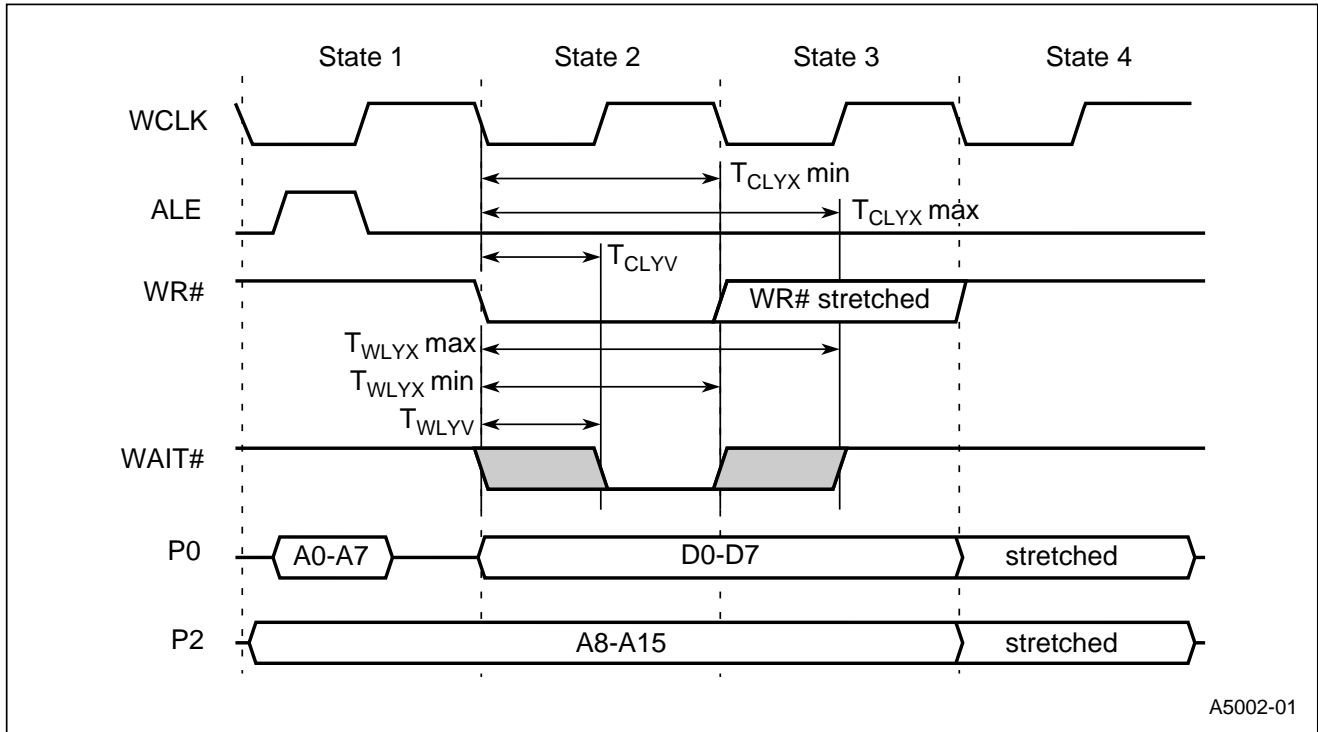 State 1 State 2 State 3 State 4
WCLK
T_CLYX min
ALE
T_CLYX max
T_CLYV
WR#
WR# stretched
T_WLYX max
T_WLYX min
T_WLYV
WAIT#
P0 A0-A7 D0-D7 stretched
P2 A8-A15 stretched
A5002-01